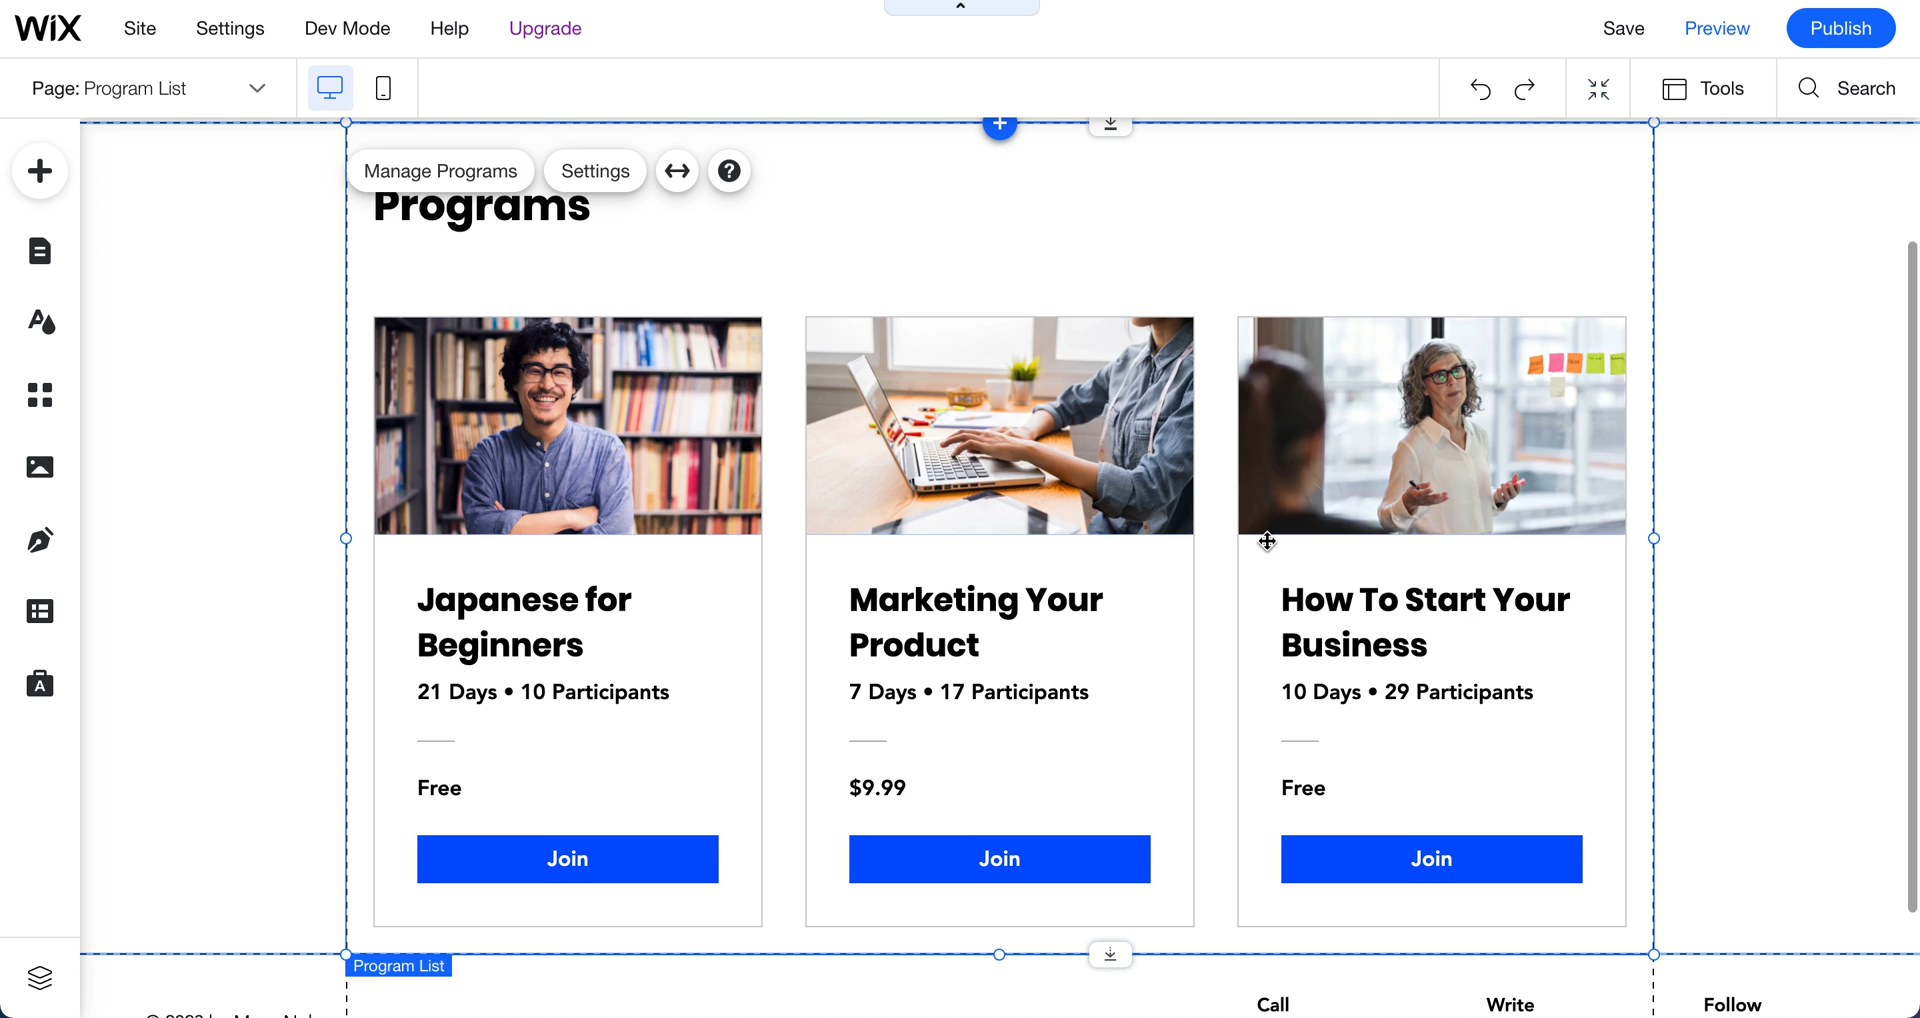 WiX Site Settings Dev Mode Help Upgrade Save Preview Publish
Page: Program List Tools Search
Manage Programs Settings
Programs
Japanese for
Beginners
21 Days • 10 Participants
Free
Join
Marketing Your
Product
7 Days • 17 Participants
$9.99
Join
How To Start Your
Business
10 Days • 29 Participants
Free
Join
Program List
Call Write Follow